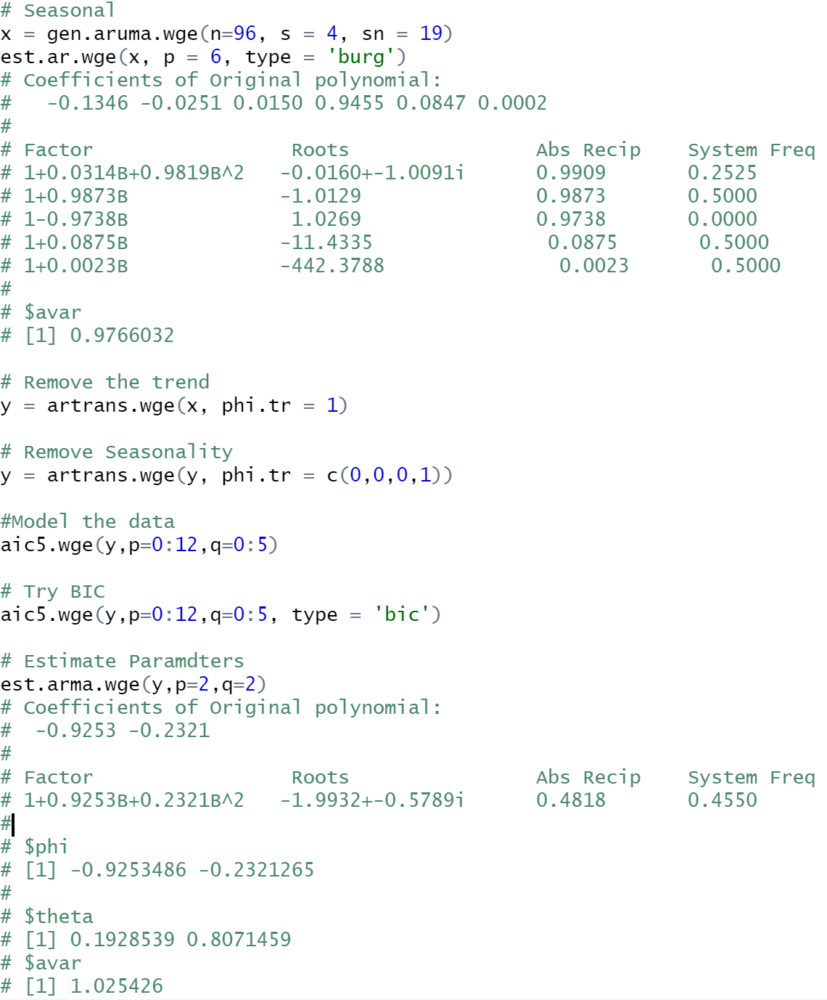 # Seasonal
x = gen.aruma.wge(n=96, s = 4, sn = 19)
est.ar.wge(x, p = 6, type = 'burg')
# Coefficients of Original polynomial:
#   -0.1346 -0.0251 0.0150 0.9455 0.0847 0.0002
#
# Factor                 Roots                Abs Recip    System Freq
# 1+0.0314B+0.9819B^2   -0.0160+-1.0091i      0.9909       0.2525
# 1+0.9873B             -1.0129               0.9873       0.5000
# 1-0.9738B              1.0269               0.9738       0.0000
# 1+0.0875B             -11.4335               0.0875       0.5000
# 1+0.0023B             -442.3788               0.0023       0.5000
#
# $avar
# [1] 0.9766032

# Remove the trend
y = artrans.wge(x, phi.tr = 1)

# Remove Seasonality
y = artrans.wge(y, phi.tr = c(0,0,0,1))

#Model the data
aic5.wge(y,p=0:12,q=0:5)

# Try BIC
aic5.wge(y,p=0:12,q=0:5, type = 'bic')

# Estimate Paramdters
est.arma.wge(y,p=2,q=2)
# Coefficients of Original polynomial:
#  -0.9253 -0.2321
#
# Factor                 Roots                Abs Recip    System Freq
# 1+0.9253B+0.2321B^2   -1.9932+-0.5789i      0.4818       0.4550
#
# $phi
# [1] -0.9253486 -0.2321265
#
# $theta
# [1] 0.1928539 0.8071459
# $avar
# [1] 1.025426